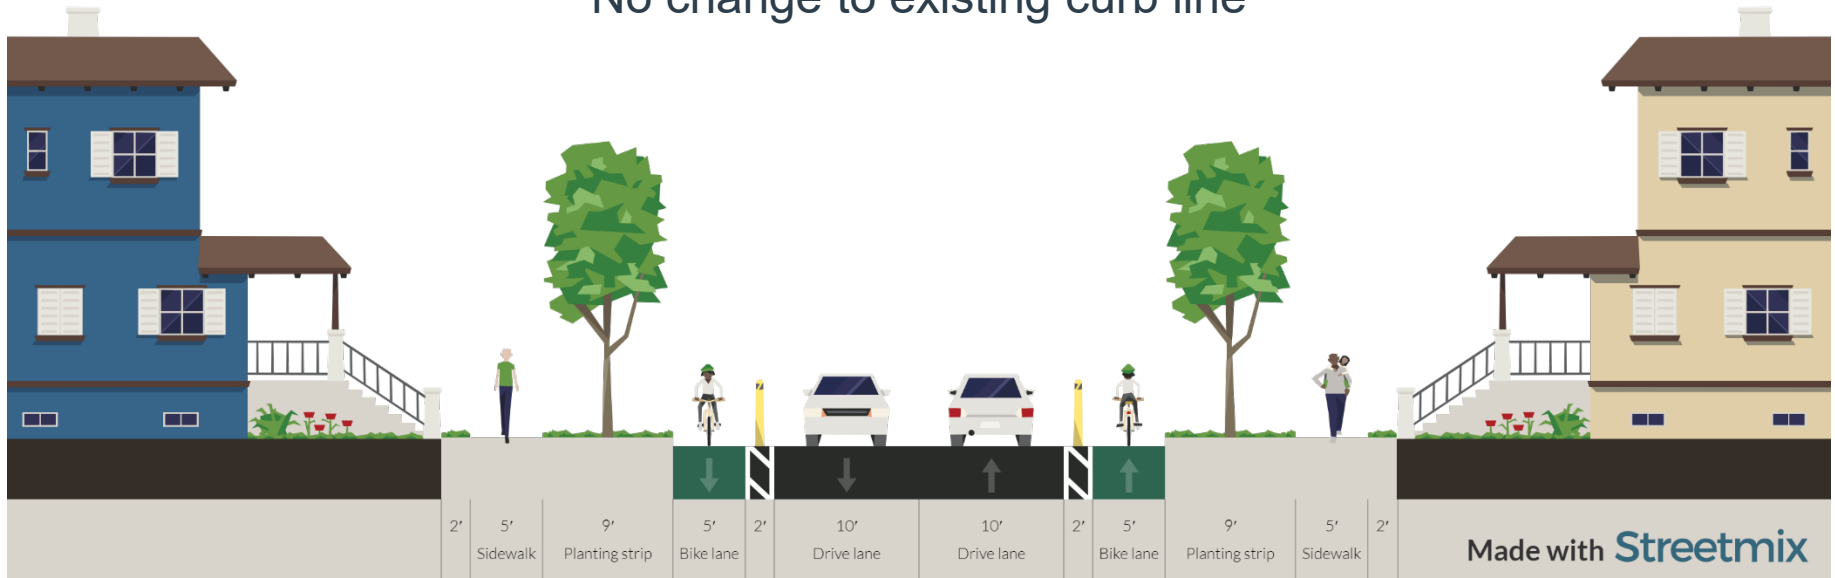 No change to existing curb line
2′ 5′ 9′ 5′ 2′ 10′ 10′ 2′ 5′ 9′ 5′ 2′
Sidewalk Planting strip Bike lane Drive lane Drive lane Bike lane Planting strip Sidewalk
Made with Streetmix